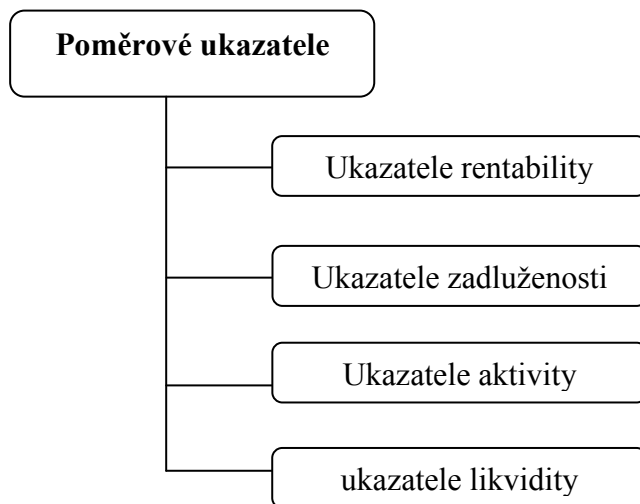 Poměrové ukazatele
Ukazatele rentability
Ukazatele zadluženosti
Ukazatele aktivity
ukazatele likvidity